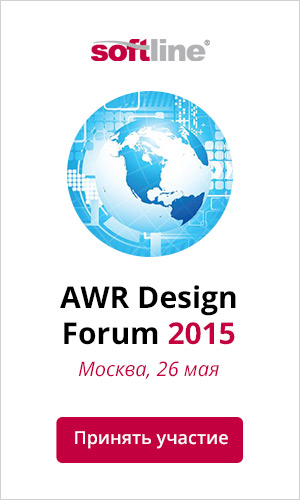 softline®
AWR Design
Forum 2015
Москва, 26 мая
Принять участие